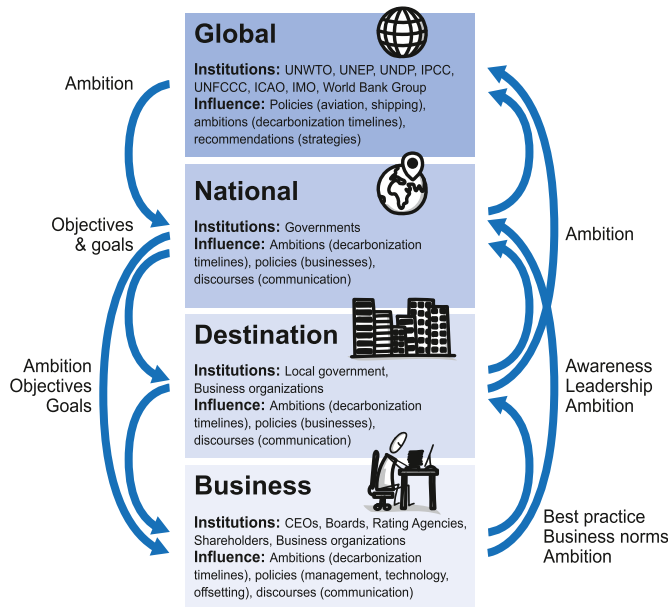 Global
Institutions: UNWTO, UNEP, UNDP, IPCC,
UNFCCC, ICAO, IMO, World Bank Group
Influence: Policies (aviation, shipping),
ambitions (decarbonization timelines),
recommendations (strategies)
Ambition
National
Institutions: Governments
Influence: Ambitions (decarbonization
timelines), policies (businesses),
discourses (communication)
Objectives
& goals
Ambition
Destination
Institutions: Local government,
Business organizations
Influence: Ambitions (decarbonization
timelines), policies (businesses),
discourses (communication)
Ambition
Objectives
Goals
Awareness
Leadership
Ambition
Business
Institutions: CEOs, Boards, Rating Agencies,
Shareholders, Business organizations
Influence: Ambitions (decarbonization
timelines), policies (management, technology,
offsetting), discourses (communication)
Best practice
Business norms
Ambition